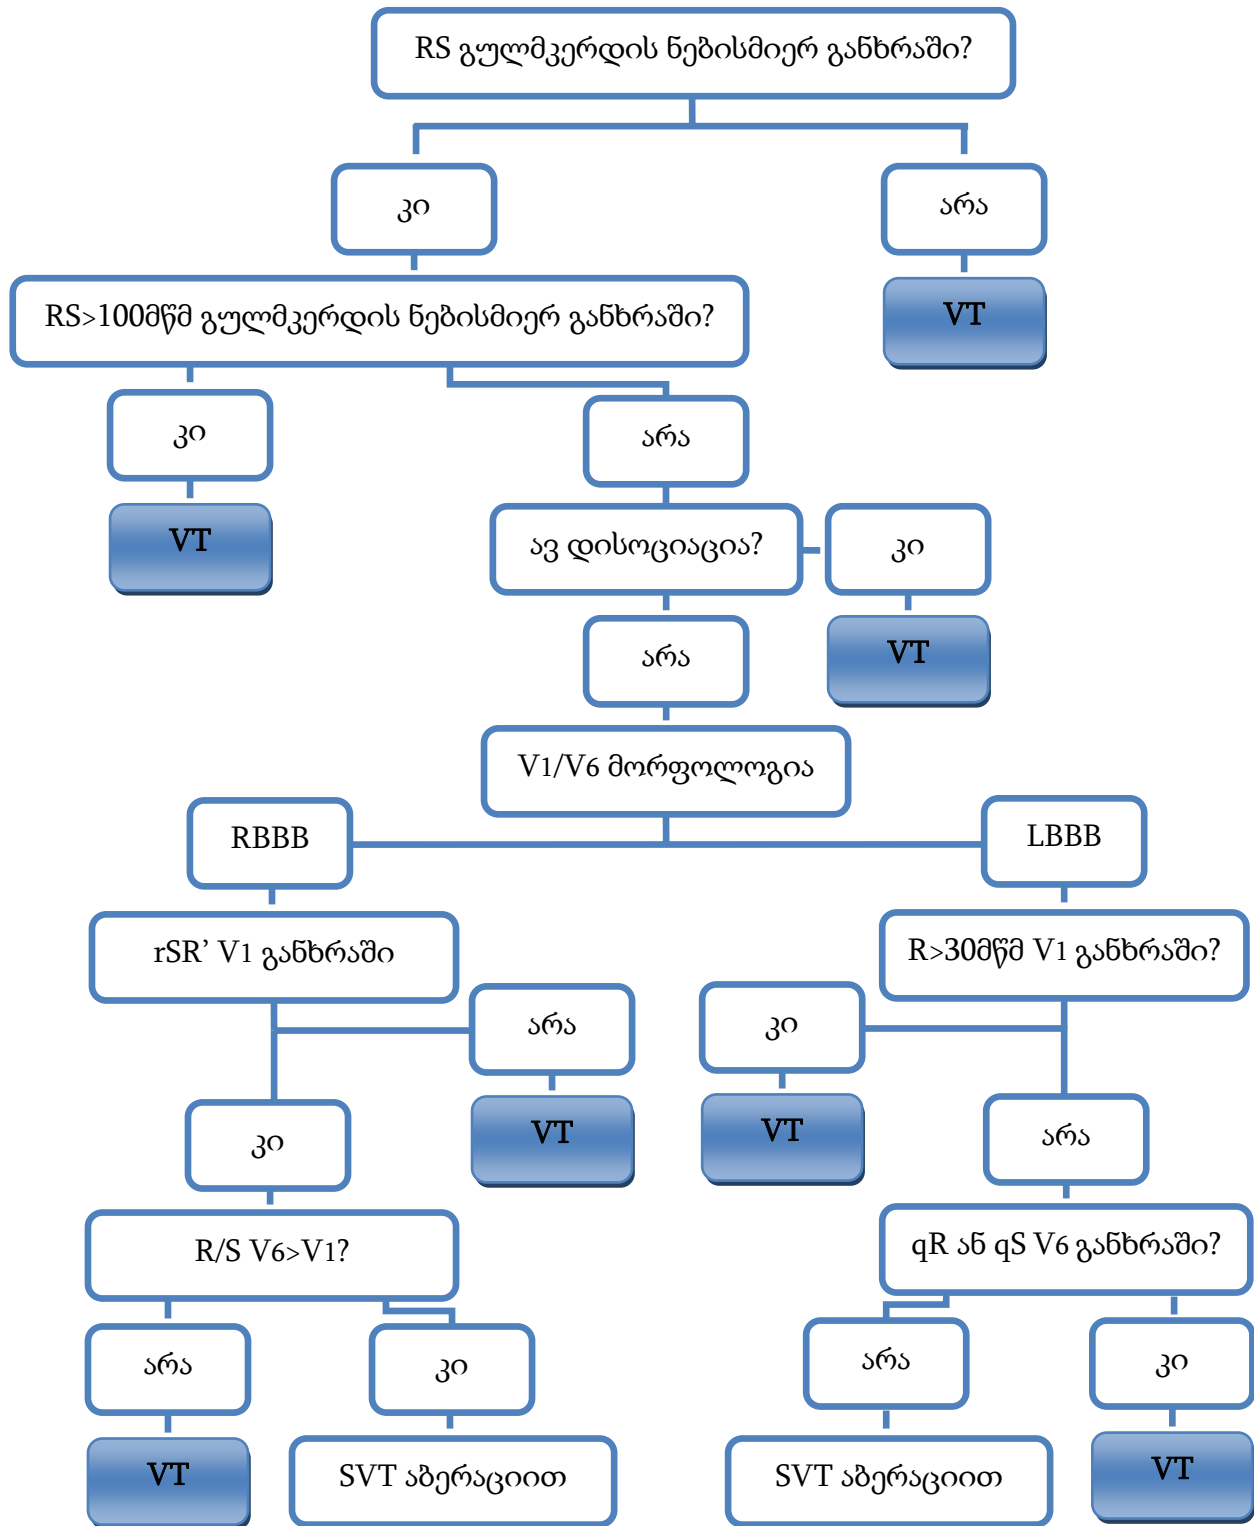 RS გულმკერდის ნებისმიერ განხრაში?
კი
არა
VT
RS>100მწმ გულმკერდის ნებისმიერ განხრაში?
კი
არა
VT
ავ დისოციაცია?
კი
არა
VT
V1/V6 მორფოლოგია
RBBB
LBBB
rSR’ V1 განხრაში
R>30მწმ V1 განხრაში?
არა
კი
VT
VT
კი
არა
R/S V6>V1?
qR ან qS V6 განხრაში?
არა
კი
არა
კი
VT
SVT აბერაციით
SVT აბერაციით
VT